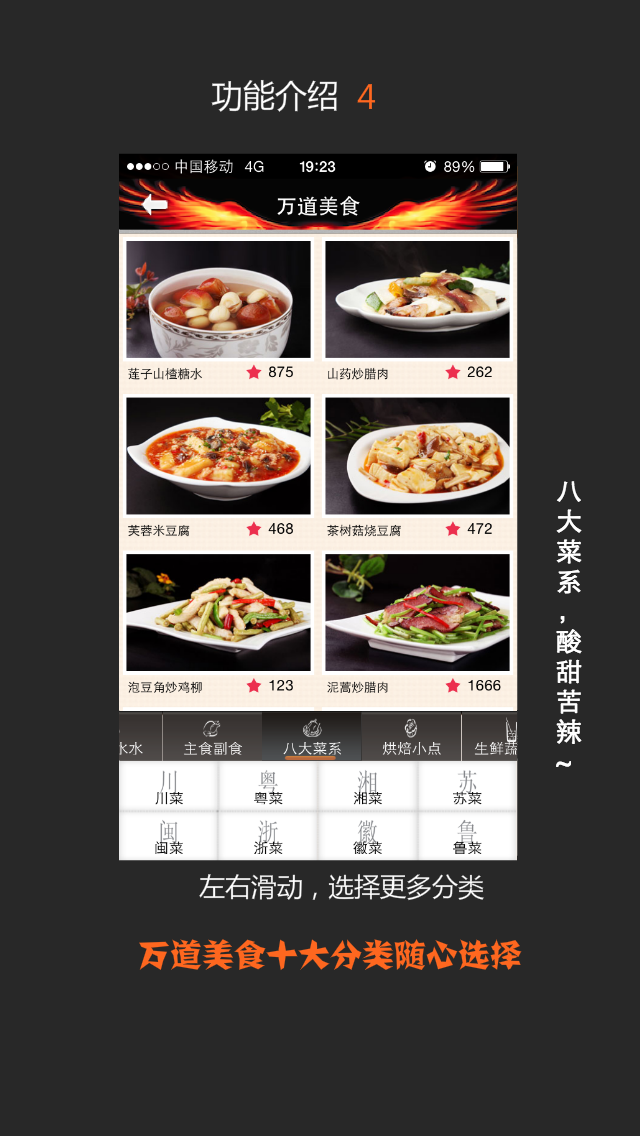 功能介绍 4
中国移动 4G 19:23 89%
万道美食
莲子山楂糖水 875
山药炒腊肉 262
芙蓉米豆腐 468
茶树菇烧豆腐 472
泡豆角炒鸡柳 123
泥蒿炒腊肉 1666
水水 主食副食 八大菜系 烘焙小点 生鲜蔬
川 粤 湘 苏
川菜 粤菜 湘菜 苏菜
闽 浙 徽 鲁
闽菜 浙菜 徽菜 鲁菜
八大菜系，酸甜苦辣~
左右滑动，选择更多分类
万道美食十大分类随心选择